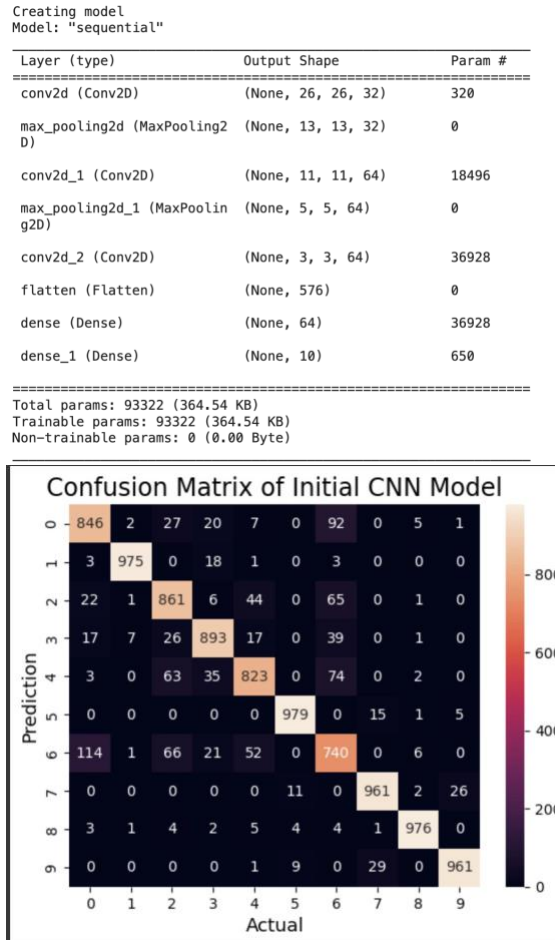 Creating model
Model: "sequential"
Layer (type) Output Shape Param #
=================================================================
conv2d (Conv2D) (None, 26, 26, 32) 320
max_pooling2d (MaxPooling2 (None, 13, 13, 32) 0
D)
conv2d_1 (Conv2D) (None, 11, 11, 64) 18496
max_pooling2d_1 (MaxPoolin (None, 5, 5, 64) 0
g2D)
conv2d_2 (Conv2D) (None, 3, 3, 64) 36928
flatten (Flatten) (None, 576) 0
dense (Dense) (None, 64) 36928
dense_1 (Dense) (None, 10) 650
=================================================================
Total params: 93322 (364.54 KB)
Trainable params: 93322 (364.54 KB)
Non-trainable params: 0 (0.00 Byte)
Confusion Matrix of Initial CNN Model
0 846 2 27 20 7 0 92 0 5 1
1 3 975 0 18 1 0 3 0 0 0
2 22 1 861 6 44 0 65 0 1 0
3 17 7 26 893 17 0 39 0 1 0
4 3 0 63 35 823 0 74 0 2 0
5 0 0 0 0 0 979 0 15 1 5
6 114 1 66 21 52 0 740 0 6 0
7 0 0 0 0 0 11 0 961 2 26
8 3 1 4 2 5 4 4 1 976 0
9 0 0 0 0 1 9 0 29 0 961
0 1 2 3 4 5 6 7 8 9
Prediction
Actual
800
600
400
200
0